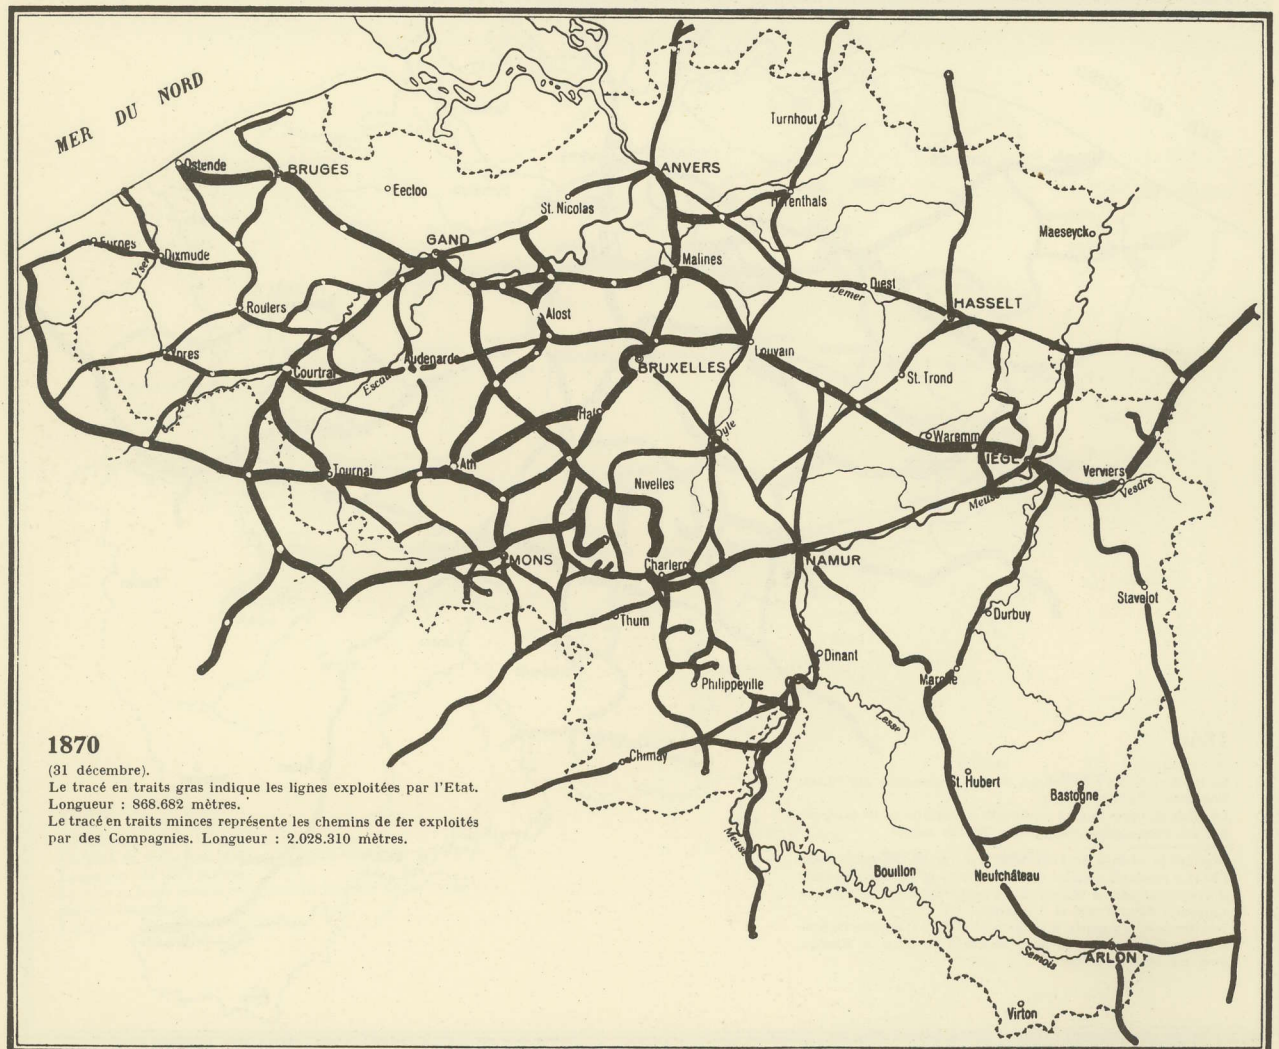 MER DU NORD
Turnhout
Ostende
BRUGES
ANVERS
Eecloo
St. Nicolas
Herenthals
Maeseyck
Furnes
Dixmude
Yser
GAND
Malines
Demer
Diest
HASSELT
Roulers
Alost
Ypres
Courtrai
Escaut
Audenarde
BRUXELLES
Louvain
St. Trond
Hal
Dyle
Waremme
LIÉGE
Tournai
Ath
Nivelles
Meuse
Verviers
Vesdre
MONS
Charleroi
NAMUR
Stavelot
Thuin
Durbuy
Dinant
Philippeville
Marche
Lesse
Chimay
St. Hubert
Bastogne
Meuse
Bouillon
Neufchâteau
Semois
ARLON
Virton
1870
(31 décembre).
Le tracé en traits gras indique les lignes exploitées par l'Etat.
Longueur : 868.682 mètres.
Le tracé en traits minces représente les chemins de fer exploités
par des Compagnies. Longueur : 2.028.310 mètres.